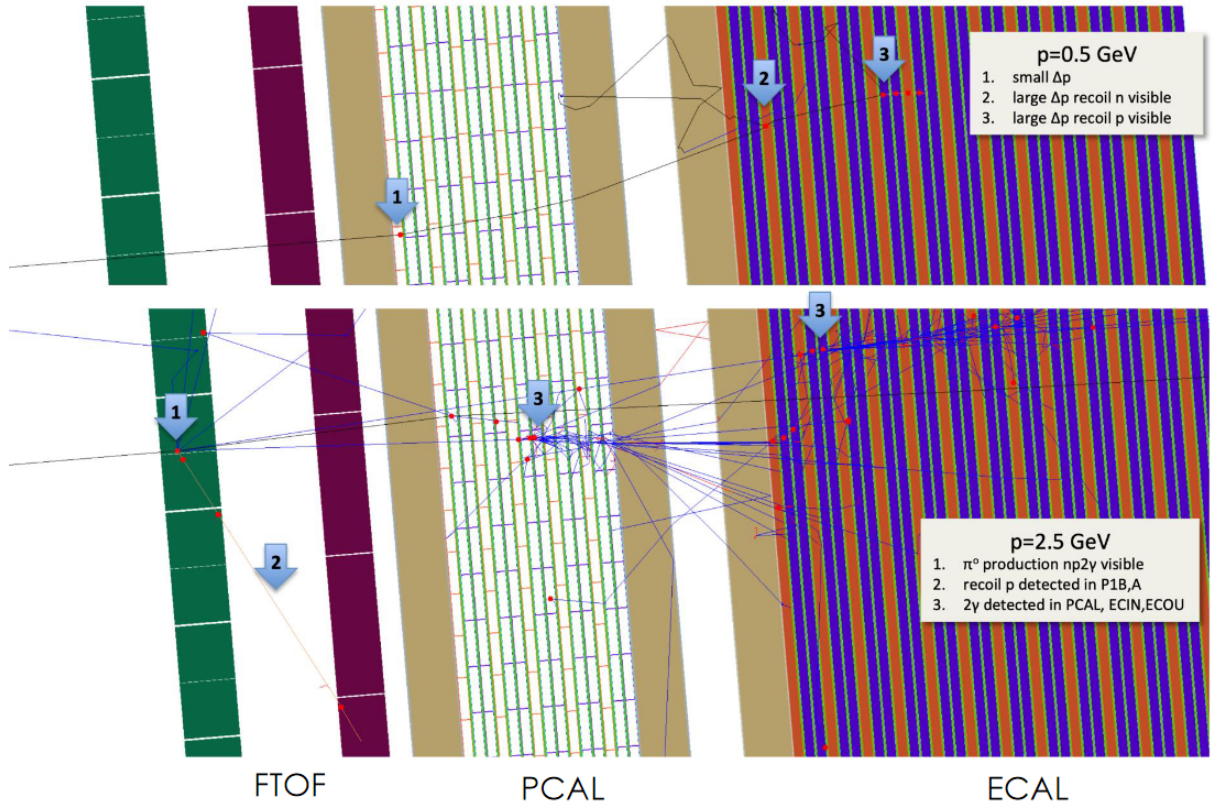 p=0.5 GeV
1. small Δp
2. large Δp recoil n visible
3. large Δp recoil p visible
1
2
3
p=2.5 GeV
1. π⁰ production np2γ visible
2. recoil p detected in P1B,A
3. 2γ detected in PCAL, ECIN,ECOU
1
2
3
3
FTOF
PCAL
ECAL